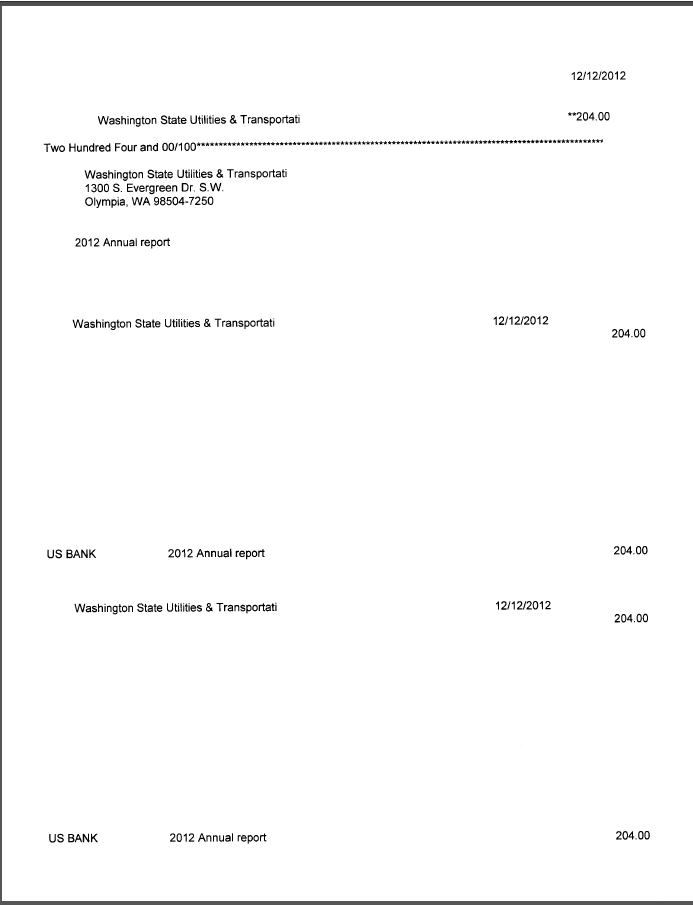 12/12/2012
Washington State Utilities & Transportati **204.00
Two Hundred Four and 00/100**********************************************************************************************
Washington State Utilities & Transportati
1300 S. Evergreen Dr. S.W.
Olympia, WA 98504-7250
2012 Annual report
Washington State Utilities & Transportati 12/12/2012
204.00
US BANK 2012 Annual report 204.00
Washington State Utilities & Transportati 12/12/2012
204.00
US BANK 2012 Annual report 204.00